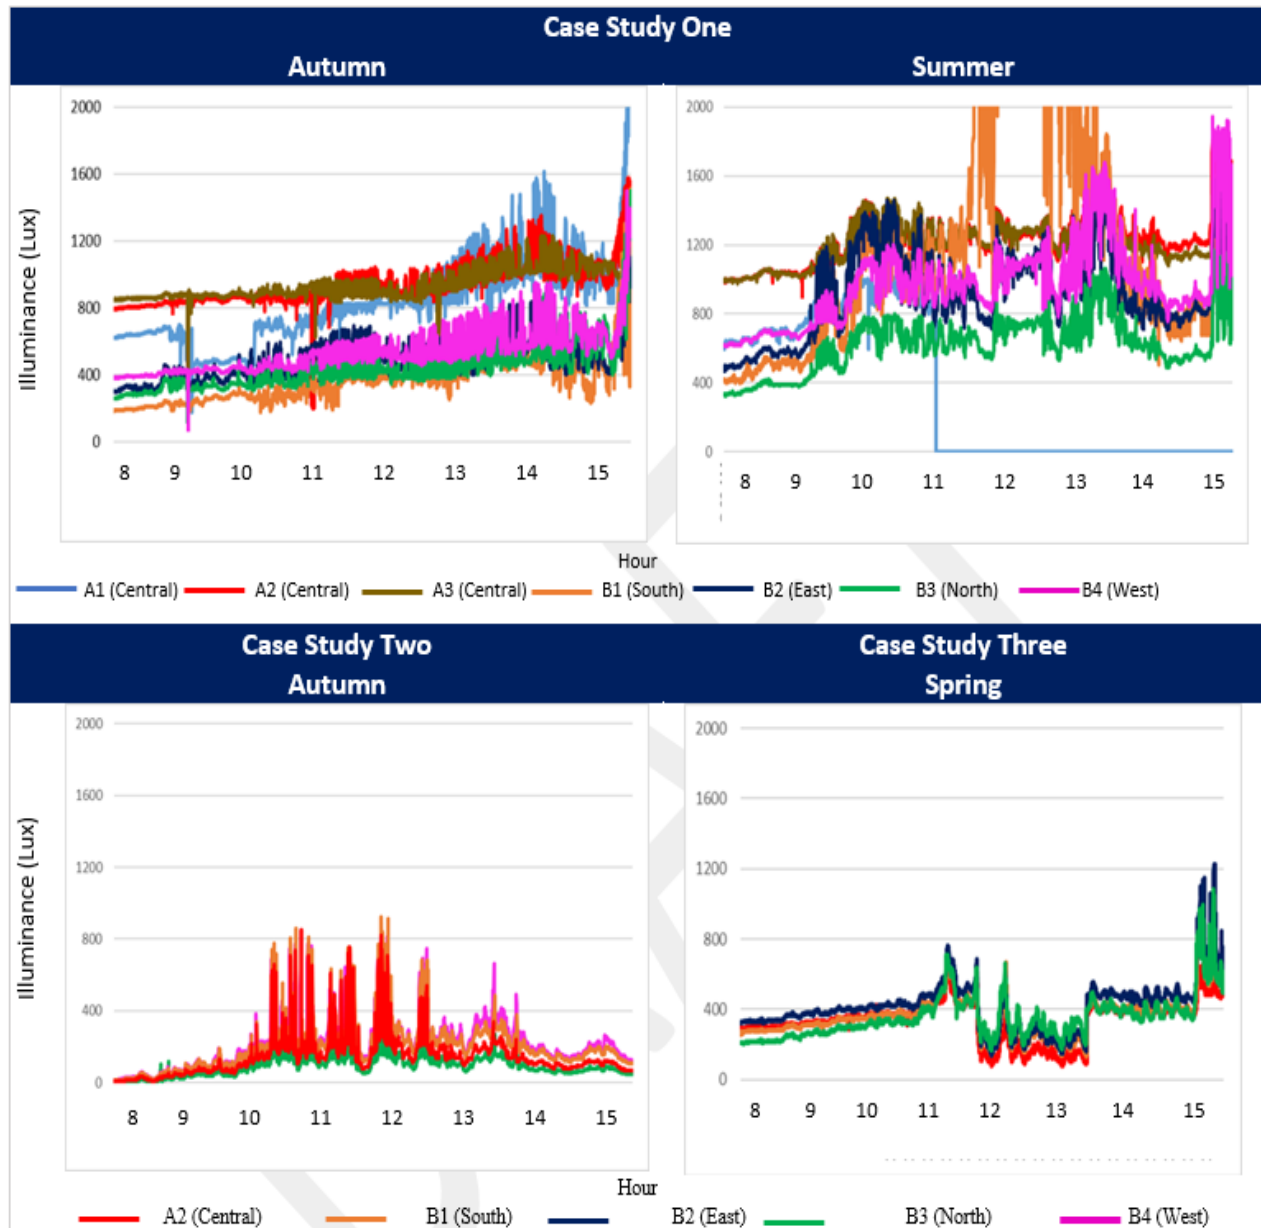 Case Study One
Autumn Summer
Illuminance (Lux)
2000
1600
1200
800
400
0
8 9 10 11 12 13 14 15
2000
1600
1200
800
400
0
8 9 10 11 12 13 14 15
Hour
A1 (Central) A2 (Central) A3 (Central) B1 (South) B2 (East) B3 (North) B4 (West)
Case Study Two Case Study Three
Autumn Spring
Illuminance (Lux)
2000
1600
1200
800
400
0
8 9 10 11 12 13 14 15
2000
1600
1200
800
400
0
8 9 10 11 12 13 14 15
Hour
A2 (Central) B1 (South) B2 (East) B3 (North) B4 (West)